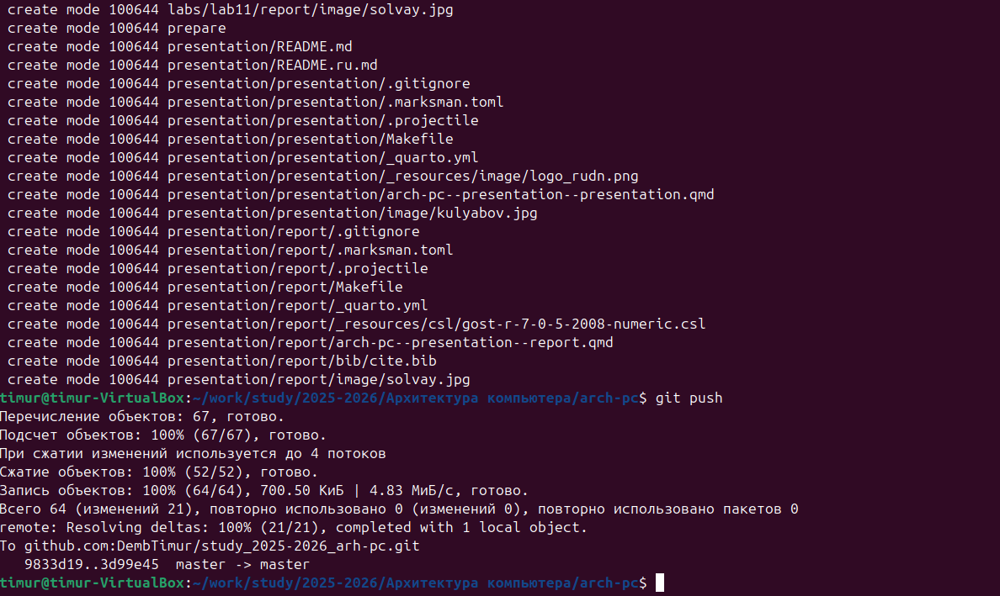 create mode 100644 labs/lab11/report/image/solvay.jpg
create mode 100644 prepare
create mode 100644 presentation/README.md
create mode 100644 presentation/README.ru.md
create mode 100644 presentation/presentation/.gitignore
create mode 100644 presentation/presentation/.marksman.toml
create mode 100644 presentation/presentation/.projectile
create mode 100644 presentation/presentation/Makefile
create mode 100644 presentation/presentation/_quarto.yml
create mode 100644 presentation/presentation/_resources/image/logo_rudn.png
create mode 100644 presentation/presentation/arch-pc--presentation--presentation.qmd
create mode 100644 presentation/presentation/image/kulyabov.jpg
create mode 100644 presentation/report/.gitignore
create mode 100644 presentation/report/.marksman.toml
create mode 100644 presentation/report/.projectile
create mode 100644 presentation/report/Makefile
create mode 100644 presentation/report/_quarto.yml
create mode 100644 presentation/report/_resources/csl/gost-r-7-0-5-2008-numeric.csl
create mode 100644 presentation/report/arch-pc--presentation--report.qmd
create mode 100644 presentation/report/bib/cite.bib
create mode 100644 presentation/report/image/solvay.jpg
timur@timur-VirtualBox:~/work/study/2025-2026/Архитектура компьютера/arch-pc$ git push
Перечисление объектов: 67, готово.
Подсчет объектов: 100% (67/67), готово.
При сжатии изменений используется до 4 потоков
Сжатие объектов: 100% (52/52), готово.
Запись объектов: 100% (64/64), 700.50 КиБ | 4.83 МиБ/с, готово.
Всего 64 (изменений 21), повторно использовано 0 (изменений 0), повторно использовано пакетов 0
remote: Resolving deltas: 100% (21/21), completed with 1 local object.
To github.com:DembTimur/study_2025-2026_arh-pc.git
9833d19..3d99e45  master -> master
timur@timur-VirtualBox:~/work/study/2025-2026/Архитектура компьютера/arch-pc$